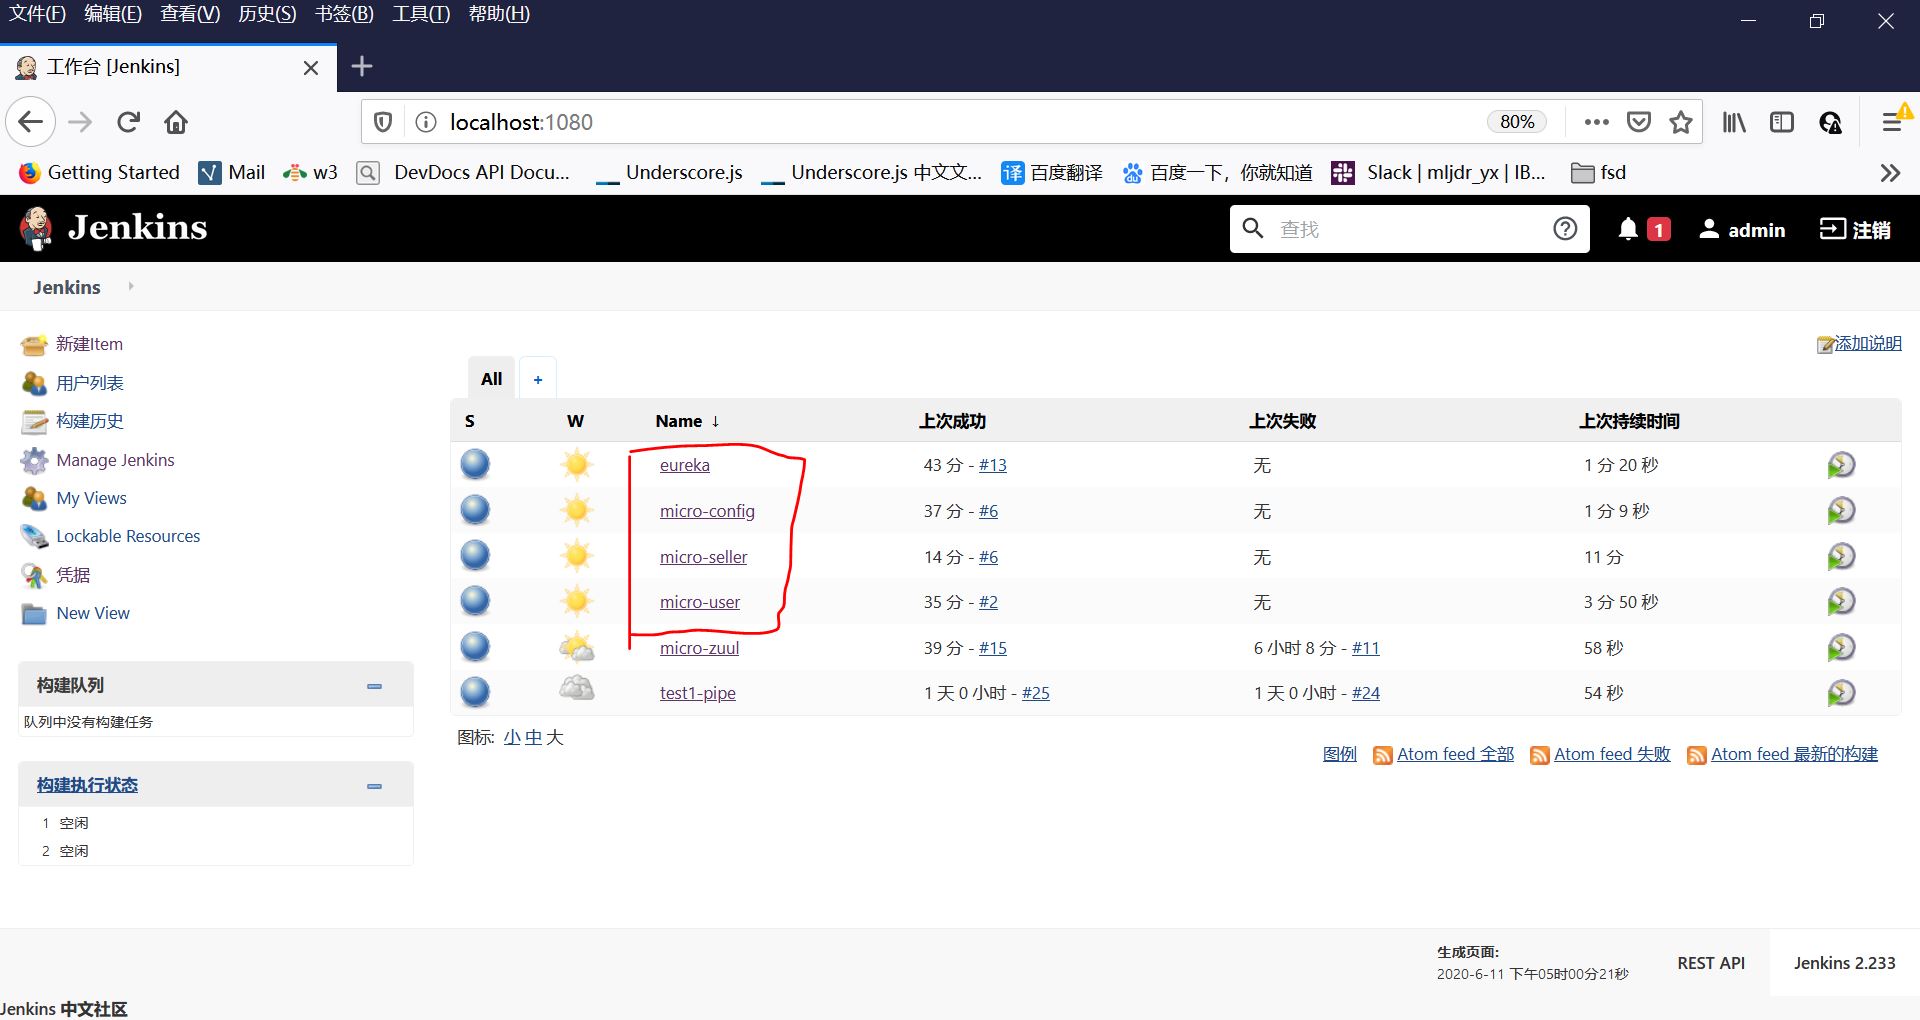 文件(F) 编辑(E) 查看(V) 历史(S) 书签(B) 工具(T) 帮助(H)
工作台 [Jenkins]
localhost:1080 80%
Getting Started Mail w3 DevDocs API Docu... Underscore.js Underscore.js 中文文... 译 百度翻译 百度一下，你就知道 Slack | mljdr_yx | IB... fsd
Jenkins 查找 1 admin 注销
Jenkins
新建Item
用户列表
构建历史
Manage Jenkins
My Views
Lockable Resources
凭据
New View
构建队列
队列中没有构建任务
构建执行状态
1 空闲
2 空闲
添加说明
All +
S W Name ↓ 上次成功 上次失败 上次持续时间
eureka 43 分 - #13 无 1 分 20 秒
micro-config 37 分 - #6 无 1 分 9 秒
micro-seller 14 分 - #6 无 11 分
micro-user 35 分 - #2 无 3 分 50 秒
micro-zuul 39 分 - #15 6 小时 8 分 - #11 58 秒
test1-pipe 1 天 0 小时 - #25 1 天 0 小时 - #24 54 秒
图标: 小 中 大
图例 Atom feed 全部 Atom feed 失败 Atom feed 最新的构建
生成页面:
2020-6-11 下午05时00分21秒 REST API Jenkins 2.233
Jenkins 中文社区